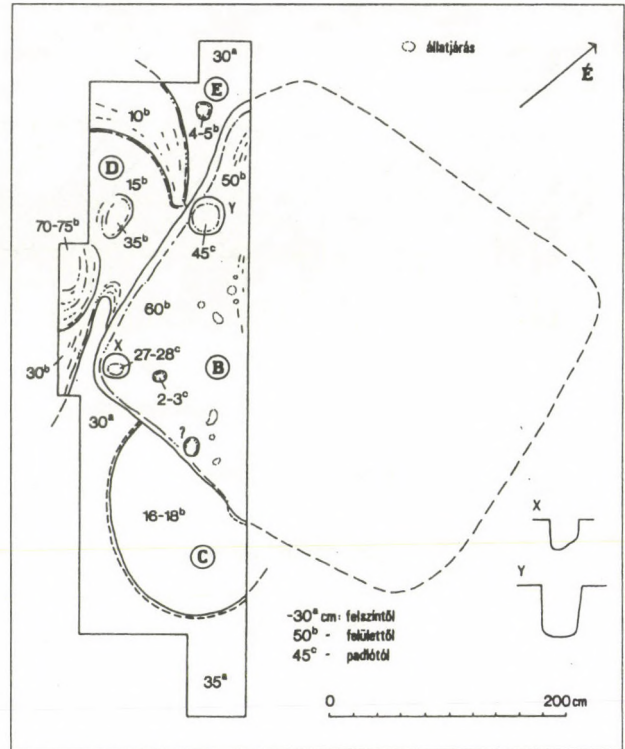 30ᵃ
állatjárás
É
E
10ᵇ
4-5ᵇ
D
50ᵇ
15ᵇ
Y
70-75ᵇ
35ᵇ
45ᶜ
60ᵇ
X
27-28ᶜ
B
30ᵇ
2-3ᶜ
30ᵃ
?
16-18ᵇ
X
C
Y
-30ᵃ cm: felszíntől
50ᵇ - felülettől
45ᶜ - padlótól
35ᵃ
0 200 cm